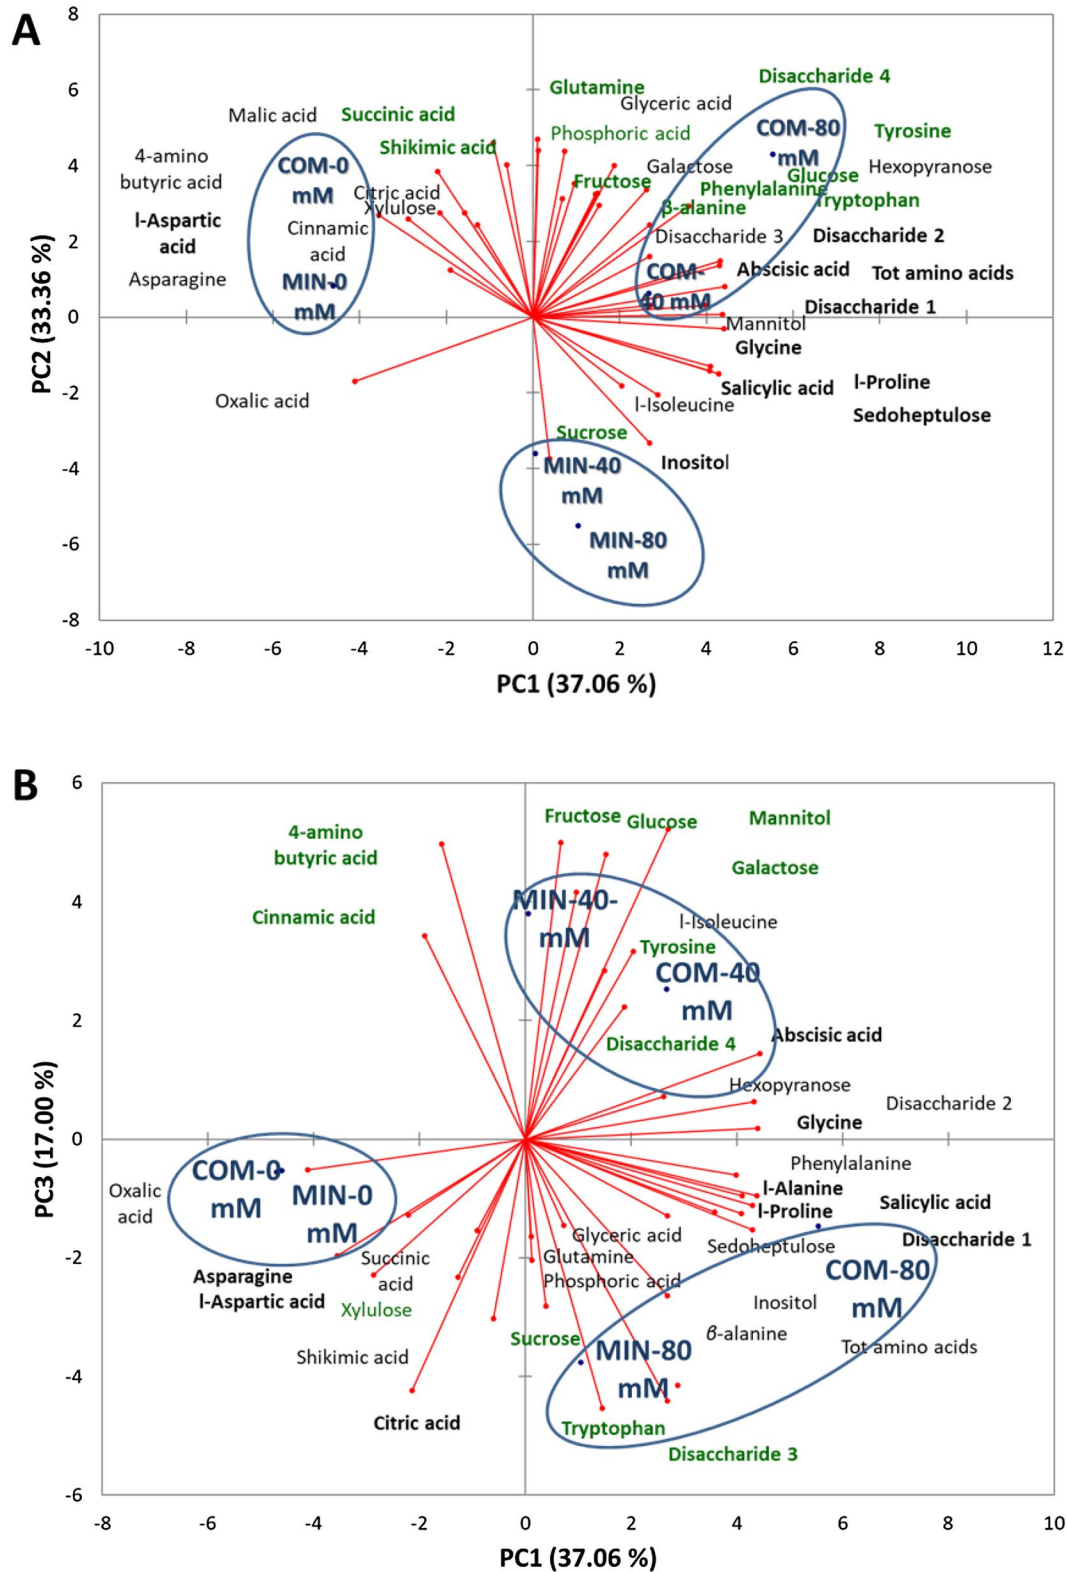 A
8
6
4
2
0
-2
-4
-6
-8
PC2 (33.36 %)
Disaccharide 4
Glutamine
Glyceric acid
Malic acid
Succinic acid
COM-80
mM
Tyrosine
Phosphoric acid
Shikimic acid
4-amino
butyric acid
COM-0
mM
Galactose
Hexopyranose
Glucose
Fructose
Phenylalanine
Citric acid
Xylulose
Tryptophan
β-alanine
l-Aspartic
acid
Cinnamic
acid
Disaccharide 3
Disaccharide 2
Asparagine
MIN-0
mM
COM-
40 mM
Abscisic acid
Tot amino acids
Disaccharide 1
Mannitol
Glycine
Oxalic acid
Salicylic acid
l-Proline
l-Isoleucine
Sedoheptulose
Sucrose
Inositol
MIN-40
mM
MIN-80
mM
-10
-8
-6
-4
-2
0
2
4
6
8
10
12
PC1 (37.06 %)
B
6
4
2
0
-2
-4
-6
PC3 (17.00 %)
4-amino
butyric acid
Fructose
Glucose
Mannitol
Galactose
Cinnamic acid
MIN-40-
mM
l-Isoleucine
Tyrosine
COM-40
mM
Abscisic acid
Disaccharide 4
Hexopyranose
Disaccharide 2
Glycine
COM-0
mM
MIN-0
mM
Oxalic
acid
Phenylalanine
l-Alanine
l-Proline
Salicylic acid
Glyceric acid
Sedoheptulose
Disaccharide 1
Succinic
acid
Glutamine
Phosphoric acid
Asparagine
l-Aspartic acid
Xylulose
COM-80
mM
Inositol
Sucrose
β-alanine
Tot amino acids
Shikimic acid
MIN-80
mM
Citric acid
Tryptophan
Disaccharide 3
-8
-6
-4
-2
0
2
4
6
8
10
PC1 (37.06 %)